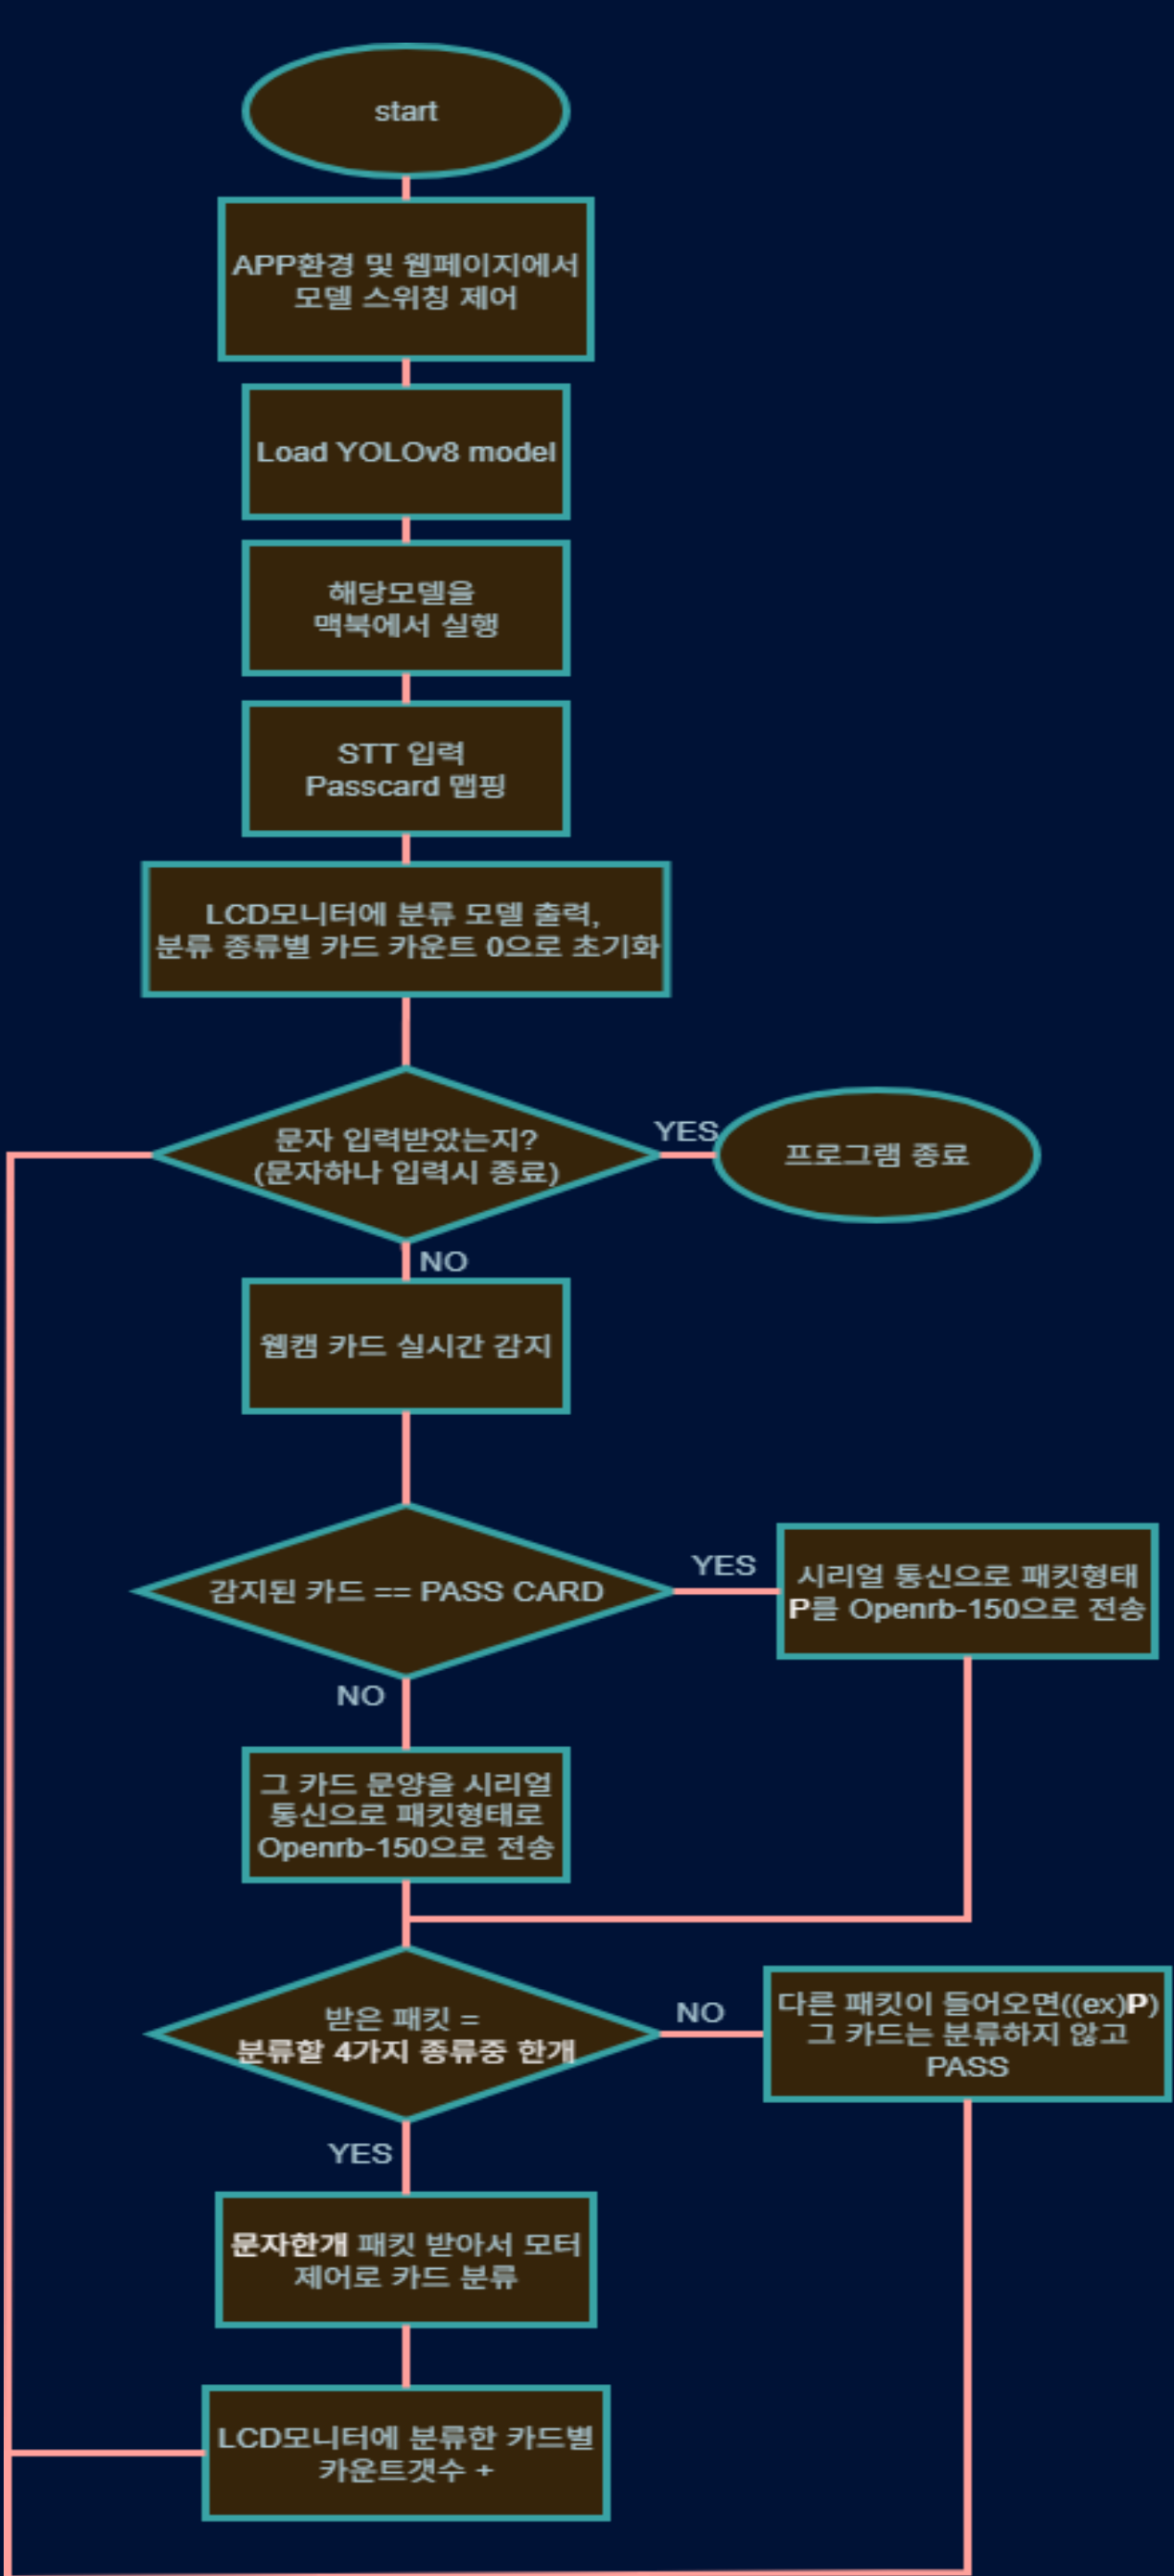 start
APP환경 및 웹페이지에서
모델 스위칭 제어
Load YOLOv8 model
해당모델을
맥북에서 실행
STT 입력
Passcard 맵핑
LCD모니터에 분류 모델 출력,
분류 종류별 카드 카운트 0으로 초기화
문자 입력받았는지?
(문자하나 입력시 종료)
YES
프로그램 종료
NO
웹캠 카드 실시간 감지
감지된 카드 == PASS CARD
YES
시리얼 통신으로 패킷형태
P를 Openrb-150으로 전송
NO
그 카드 문양을 시리얼
통신으로 패킷형태로
Openrb-150으로 전송
받은 패킷 =
분류할 4가지 종류중 한개
NO
다른 패킷이 들어오면((ex)P)
그 카드는 분류하지 않고
PASS
YES
문자한개 패킷 받아서 모터
제어로 카드 분류
LCD모니터에 분류한 카드별
카운트갯수 +